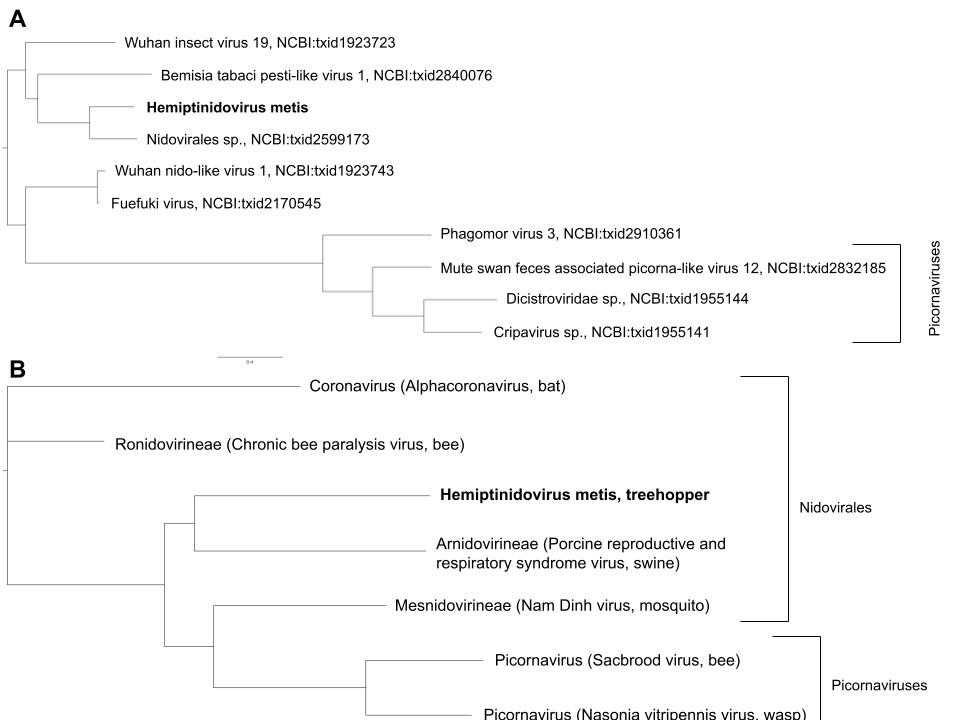 A
Wuhan insect virus 19, NCBI:txid1923723
Bemisia tabaci pesti-like virus 1, NCBI:txid2840076
Hemiptinidovirus metis
Nidovirales sp., NCBI:txid2599173
Wuhan nido-like virus 1, NCBI:txid1923743
Fuefuki virus, NCBI:txid2170545
Phagomor virus 3, NCBI:txid2910361
Mute swan feces associated picorna-like virus 12, NCBI:txid2832185
Dicistroviridae sp., NCBI:txid1955144
Cripavirus sp., NCBI:txid1955141
Picornaviruses
0.4
B
Coronavirus (Alphacoronavirus, bat)
Ronidovirineae (Chronic bee paralysis virus, bee)
Hemiptinidovirus metis, treehopper
Nidovirales
Arnidovirineae (Porcine reproductive and
respiratory syndrome virus, swine)
Mesnidovirineae (Nam Dinh virus, mosquito)
Picornavirus (Sacbrood virus, bee)
Picornaviruses
Picornavirus (Nasonia vitripennis virus, wasp)